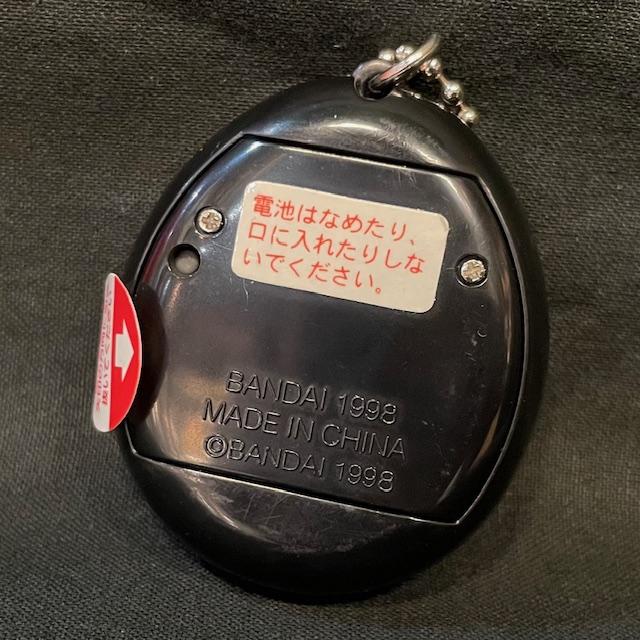 電池はなめたり、
口に入れたりしな
いでください。
BANDAI 1998
MADE IN CHINA
©BANDAI 1998